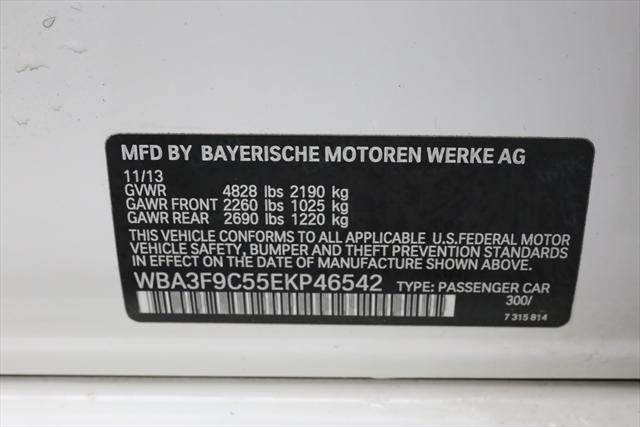 MFD BY BAYERISCHE MOTOREN WERKE AG
11/13
GVWR 4828 lbs 2190 kg
GAWR FRONT 2260 lbs 1025 kg
GAWR REAR 2690 lbs 1220 kg
THIS VEHICLE CONFORMS TO ALL APPLICABLE U.S.FEDERAL MOTOR
VEHICLE SAFETY, BUMPER AND THEFT PREVENTION STANDARDS
IN EFFECT ON THE DATE OF MANUFACTURE SHOWN ABOVE.
WBA3F9C55EKP46542 TYPE: PASSENGER CAR
300/
7 315 814